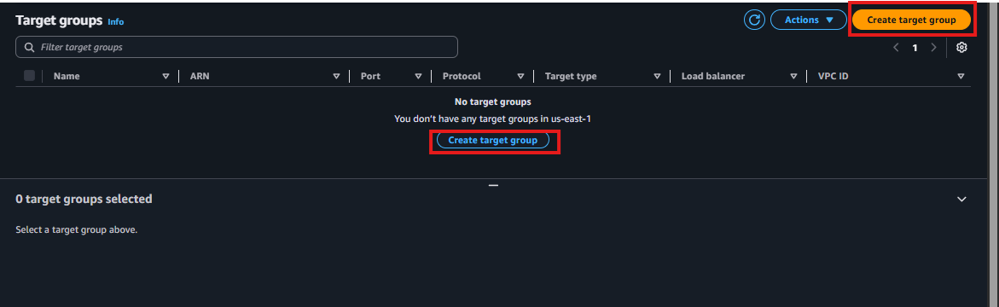 Target groups Info
Actions
Create target group
Filter target groups
1
Name ARN Port Protocol Target type Load balancer VPC ID
No target groups
You don't have any target groups in us-east-1
Create target group
0 target groups selected
Select a target group above.